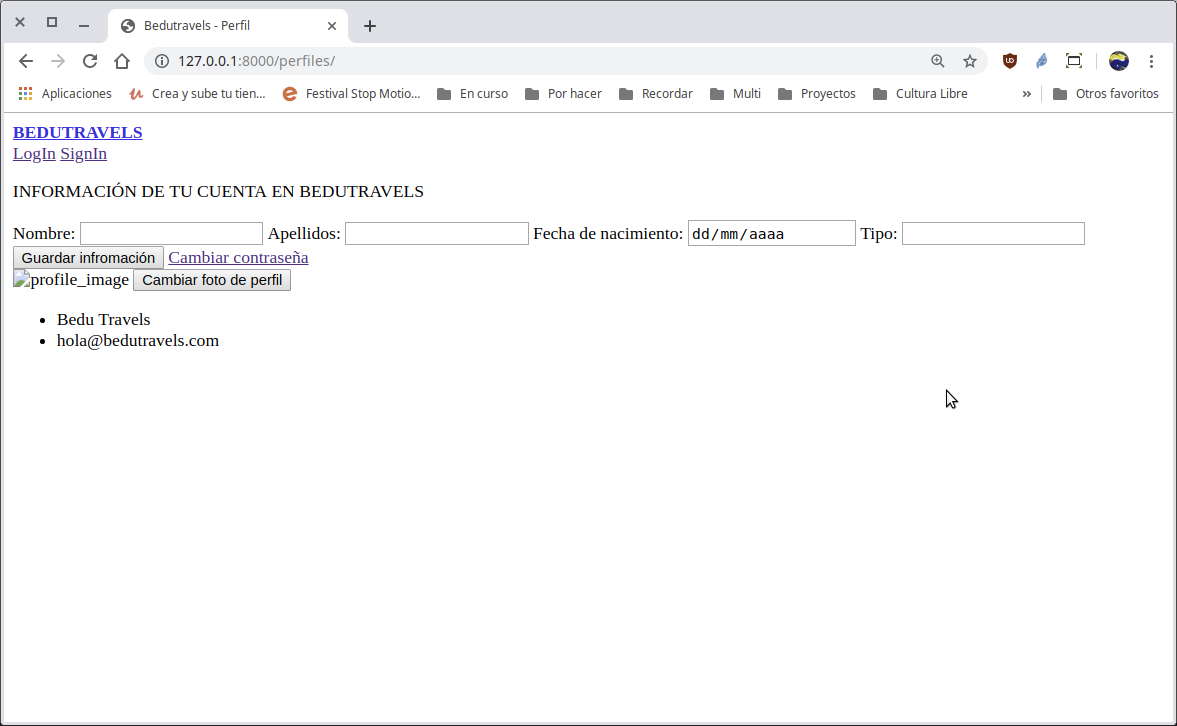 Bedutravels - Perfil
127.0.0.1:8000/perfiles/
Aplicaciones Crea y sube tu tien... Festival Stop Motio... En curso Por hacer Recordar Multi Proyectos Cultura Libre » Otros favoritos
BEDUTRAVELS
LogIn SignIn
INFORMACIÓN DE TU CUENTA EN BEDUTRAVELS
Nombre: Apellidos: Fecha de nacimiento: dd/mm/aaaa Tipo:
Guardar infromación Cambiar contraseña
profile_image Cambiar foto de perfil
• Bedu Travels
• hola@bedutravels.com